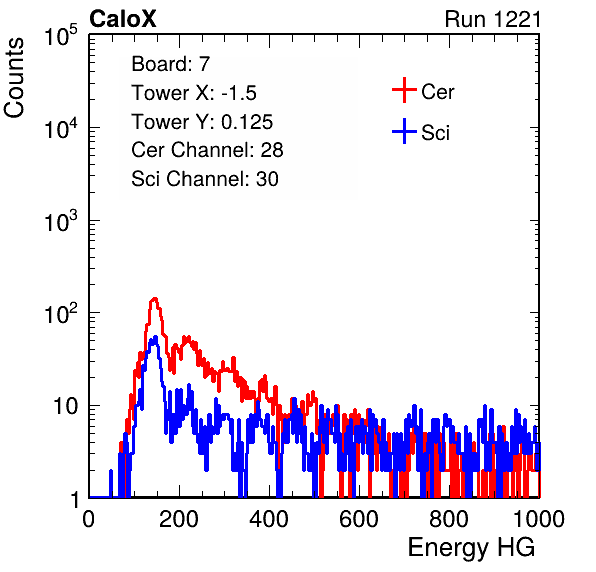 CaloX Run 1221
Counts
Board: 7
Tower X: -1.5
Tower Y: 0.125
Cer Channel: 28
Sci Channel: 30
Cer
Sci
10^5
10^4
10^3
10^2
10
1
0 200 400 600 800 1000
Energy HG